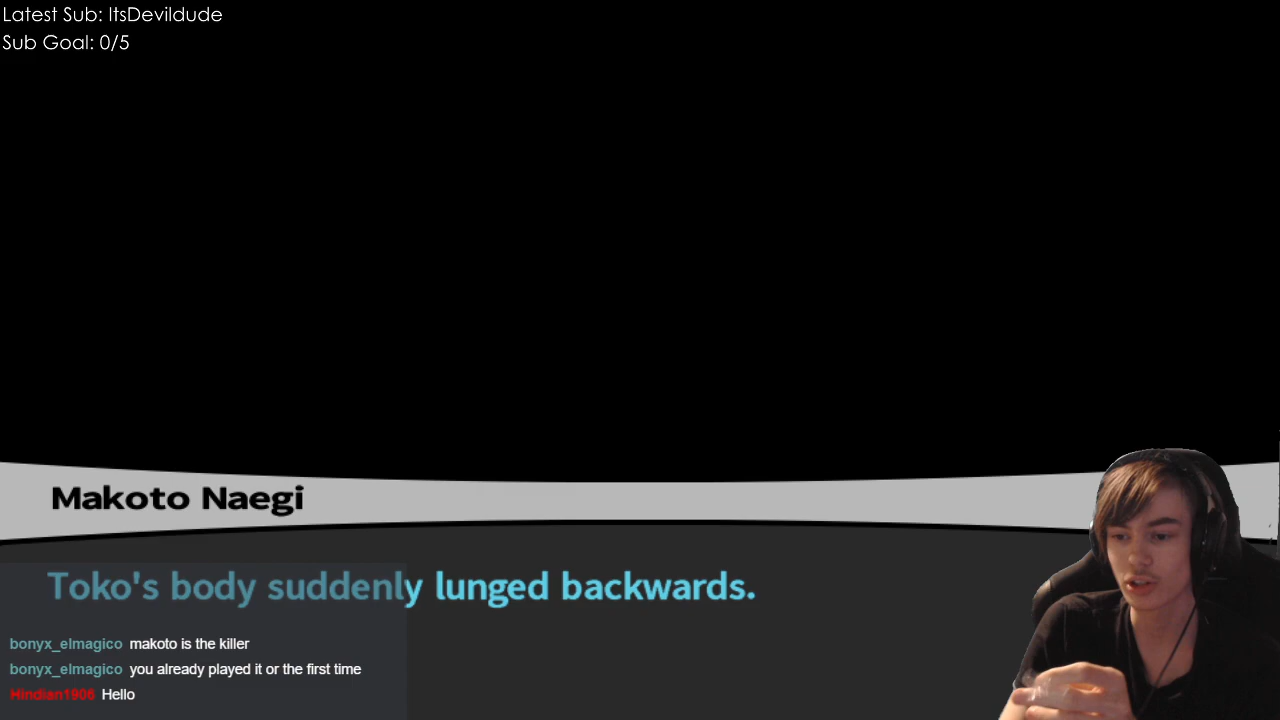 Latest Sub: ItsDevildude
Sub Goal: 0/5
Makoto Naegi
Toko's body suddenly lunged backwards.
bonyx_elmagico makoto is the killer
bonyx_elmagico you already played it or the first time
Hindian1906 Hello